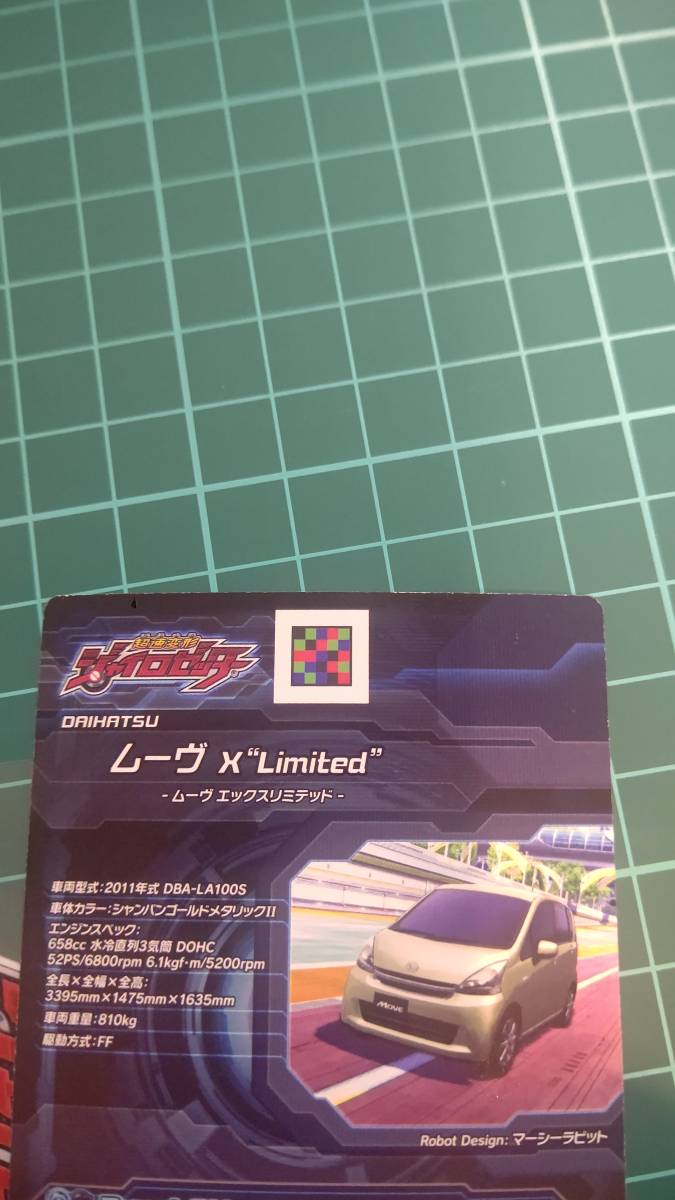 超速変形
ジャイロゼッター
DAIHATSU
ムーヴ X“Limited”
- ムーヴ エックスリミテッド -
車両型式：2011年式 DBA-LA100S
車体カラー：シャンパンゴールドメタリックII
エンジンスペック：
658cc 水冷直列3気筒 DOHC
52PS/6800rpm 6.1kgf·m/5200rpm
全長×全幅×全高：
3395mm×1475mm×1635mm
車両重量：810kg
駆動方式：FF
MOVE
Robot Design: マーシーラビット